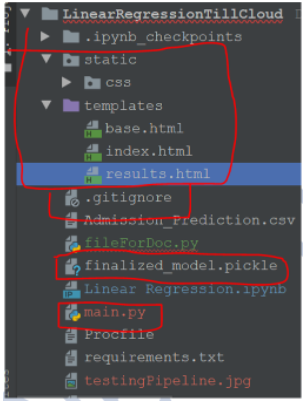 LinearRegressionTillCloud
.ipynb_checkpoints
static
css
templates
base.html
index.html
results.html
.gitignore
Admission_Prediction.csv
fileForDoc.py
finalized_model.pickle
Linear Regression.ipynb
main.py
Procfile
requirements.txt
testingPipeline.jpg